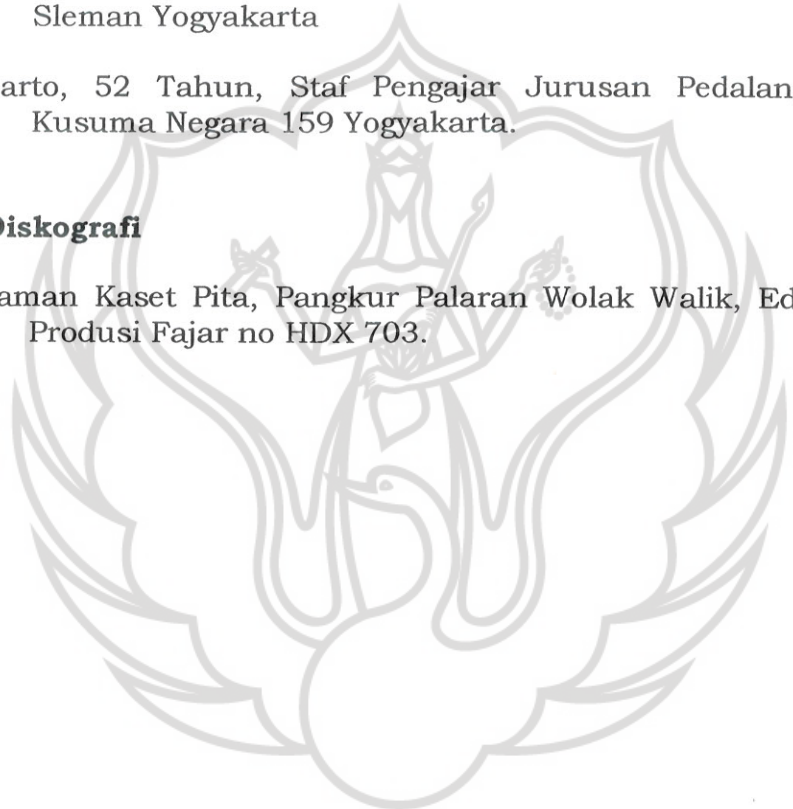 Sleman Yogyakarta
arto, 52 Tahun, Staf Pengajar Jurusan Pedalan
Kusuma Negara 159 Yogyakarta.
Diskografi
aman Kaset Pita, Pangkur Palaran Wolak Walik, Ed
Produsi Fajar no HDX 703.